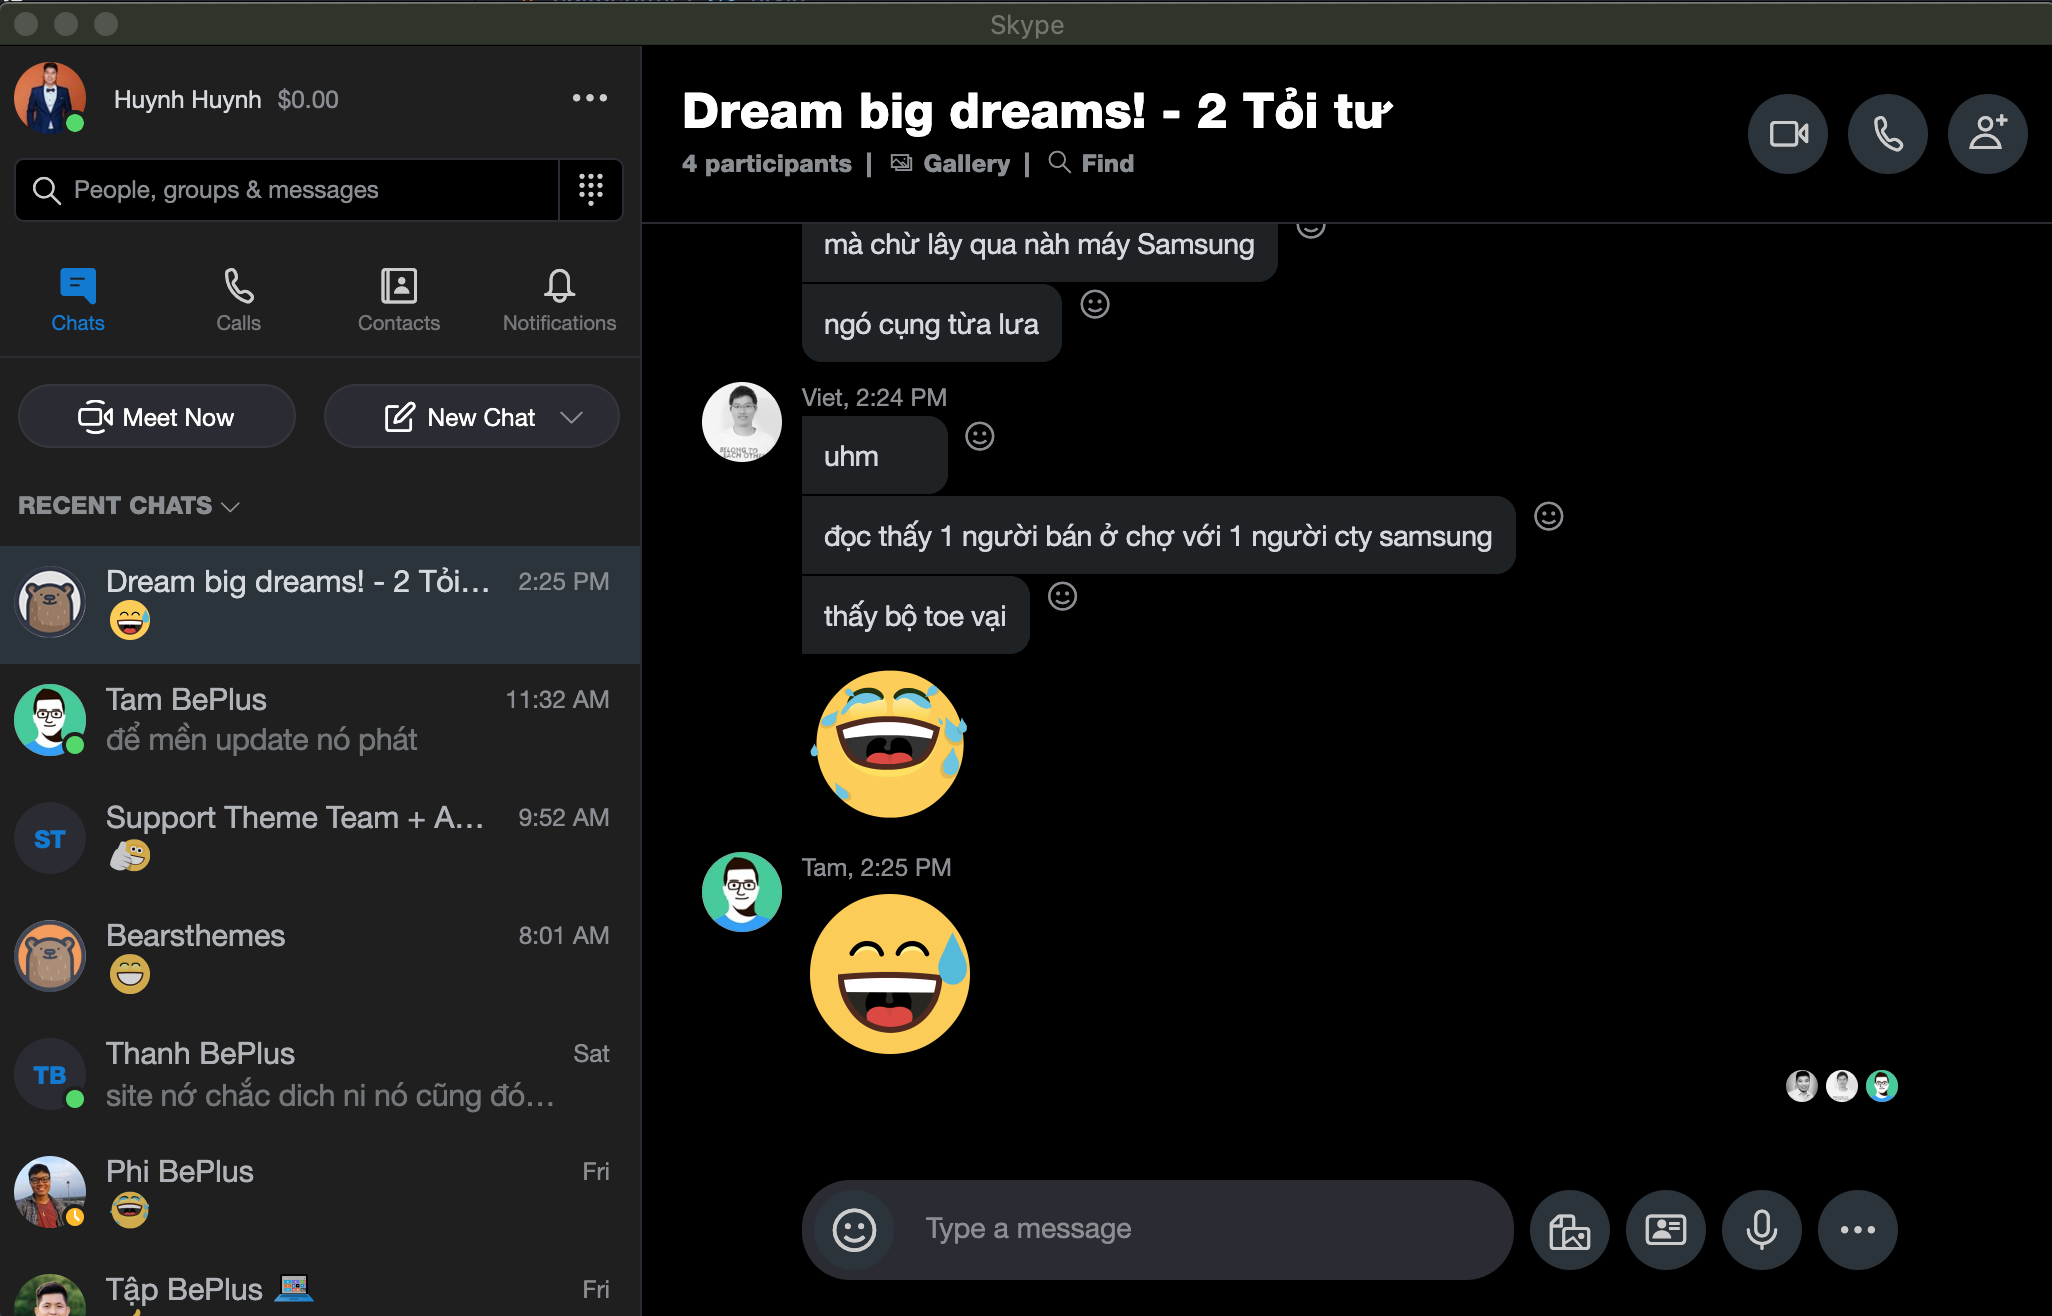 Skype
Huynh Huynh $0.00
People, groups & messages
Chats
Calls
Contacts
Notifications
Meet Now
New Chat
RECENT CHATS
Dream big dreams! - 2 Tỏi... 2:25 PM
Tam BePlus 11:32 AM
để mền update nó phát
ST
Support Theme Team + A... 9:52 AM
Bearsthemes 8:01 AM
TB
Thanh BePlus Sat
site nớ chắc dich ni nó cũng đó...
Phi BePlus Fri
Tập BePlus Fri
Dream big dreams! - 2 Tỏi tư
4 participants | Gallery | Find
mà chừ lây qua nàh máy Samsung
ngó cụng từa lưa
Viet, 2:24 PM
BELONG TO
EACH OTHE
uhm
đọc thấy 1 người bán ở chợ với 1 người cty samsung
thấy bộ toe vại
Tam, 2:25 PM
Type a message